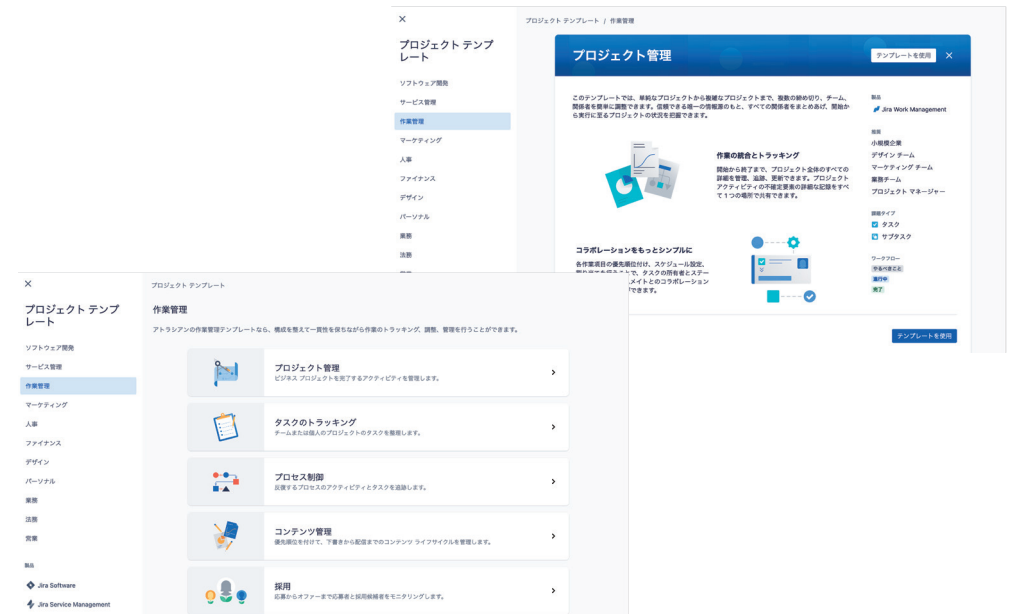 ×
プロジェクト テンプ
レート
ソフトウェア開発
サービス管理
作業管理
マーケティング
人事
ファイナンス
デザイン
パーソナル
業務
法務
プロジェクト テンプレート / 作業管理
プロジェクト管理
テンプレートを使用 ×
このテンプレートでは、単純なプロジェクトから複雑なプロジェクトまで、複数の締め切り、チーム、
関係者を簡単に調整できます。信頼できる唯一の情報源のもと、すべての関係者をまとめあげ、開始か
ら実行に至るプロジェクトの状況を把握できます。
作業の統合とトラッキング
開始から終了まで、プロジェクト全体のすべての
詳細を管理、追跡、更新できます。プロジェクト
アクティビティの不確定要素の詳細な記録をすべ
て 1 つの場所で共有できます。
コラボレーションをもっとシンプルに
各作業項目の優先順位付け、スケジュール設定、
とで、タスクの所有者とステー
メイトとのコラボレーション
できます。
製品
Jira Work Management
推奨
小規模企業
デザイン チーム
マーケティング チーム
業務チーム
プロジェクト マネージャー
課題タイプ
タスク
サブタスク
ワークフロー
やるべきこと
進行中
完了
テンプレートを使用
×
プロジェクト テンプ
レート
ソフトウェア開発
サービス管理
作業管理
マーケティング
人事
ファイナンス
デザイン
パーソナル
業務
法務
営業
製品
Jira Software
Jira Service Management
プロジェクト テンプレート
作業管理
アトラシアンの作業管理テンプレートなら、構成を整えて一貫性を保ちながら作業のトラッキング、調整、管理を行うことができます。
プロジェクト管理
ビジネス プロジェクトを完了するアクティビティを管理します。
タスクのトラッキング
チームまたは個人のプロジェクトのタスクを整理します。
プロセス制御
反復するプロセスのアクティビティとタスクを追跡します。
コンテンツ管理
優先順位を付けて、下書きから配信までのコンテンツ ライフサイクルを管理します。
採用
応募からオファーまで応募者と採用候補者をモニタリングします。